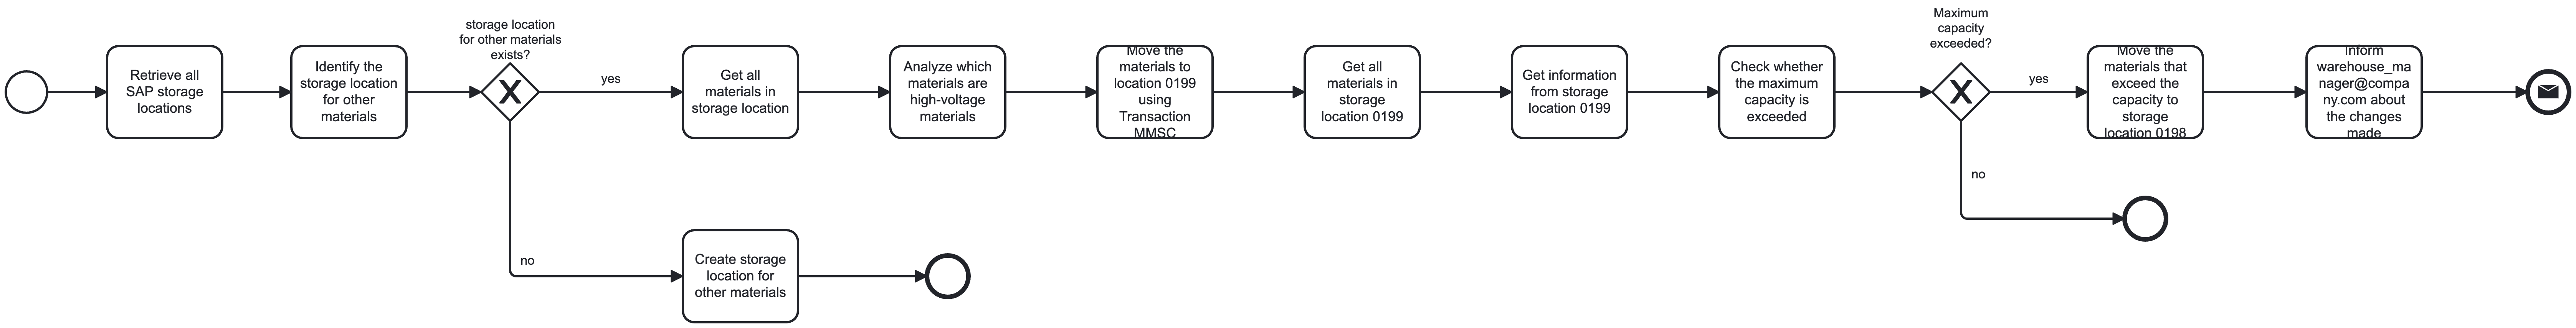 Retrieve all
SAP storage
locations
Identify the
storage location
for other
materials
storage location
for other materials
exists?
yes
Get all
materials in
storage location
Analyze which
materials are
high-voltage
materials
Move the
materials to
location 0199
using
Transaction
MMSC
Get all
materials in
storage
location 0199
Get information
from storage
location 0199
Check whether
the maximum
capacity is
exceeded
Maximum
capacity
exceeded?
yes
Move the
materials that
exceed the
capacity to
storage
location 0198
Inform
warehouse_ma
nager@compa
ny.com about
the changes
made
no
no
Create storage
location for
other materials